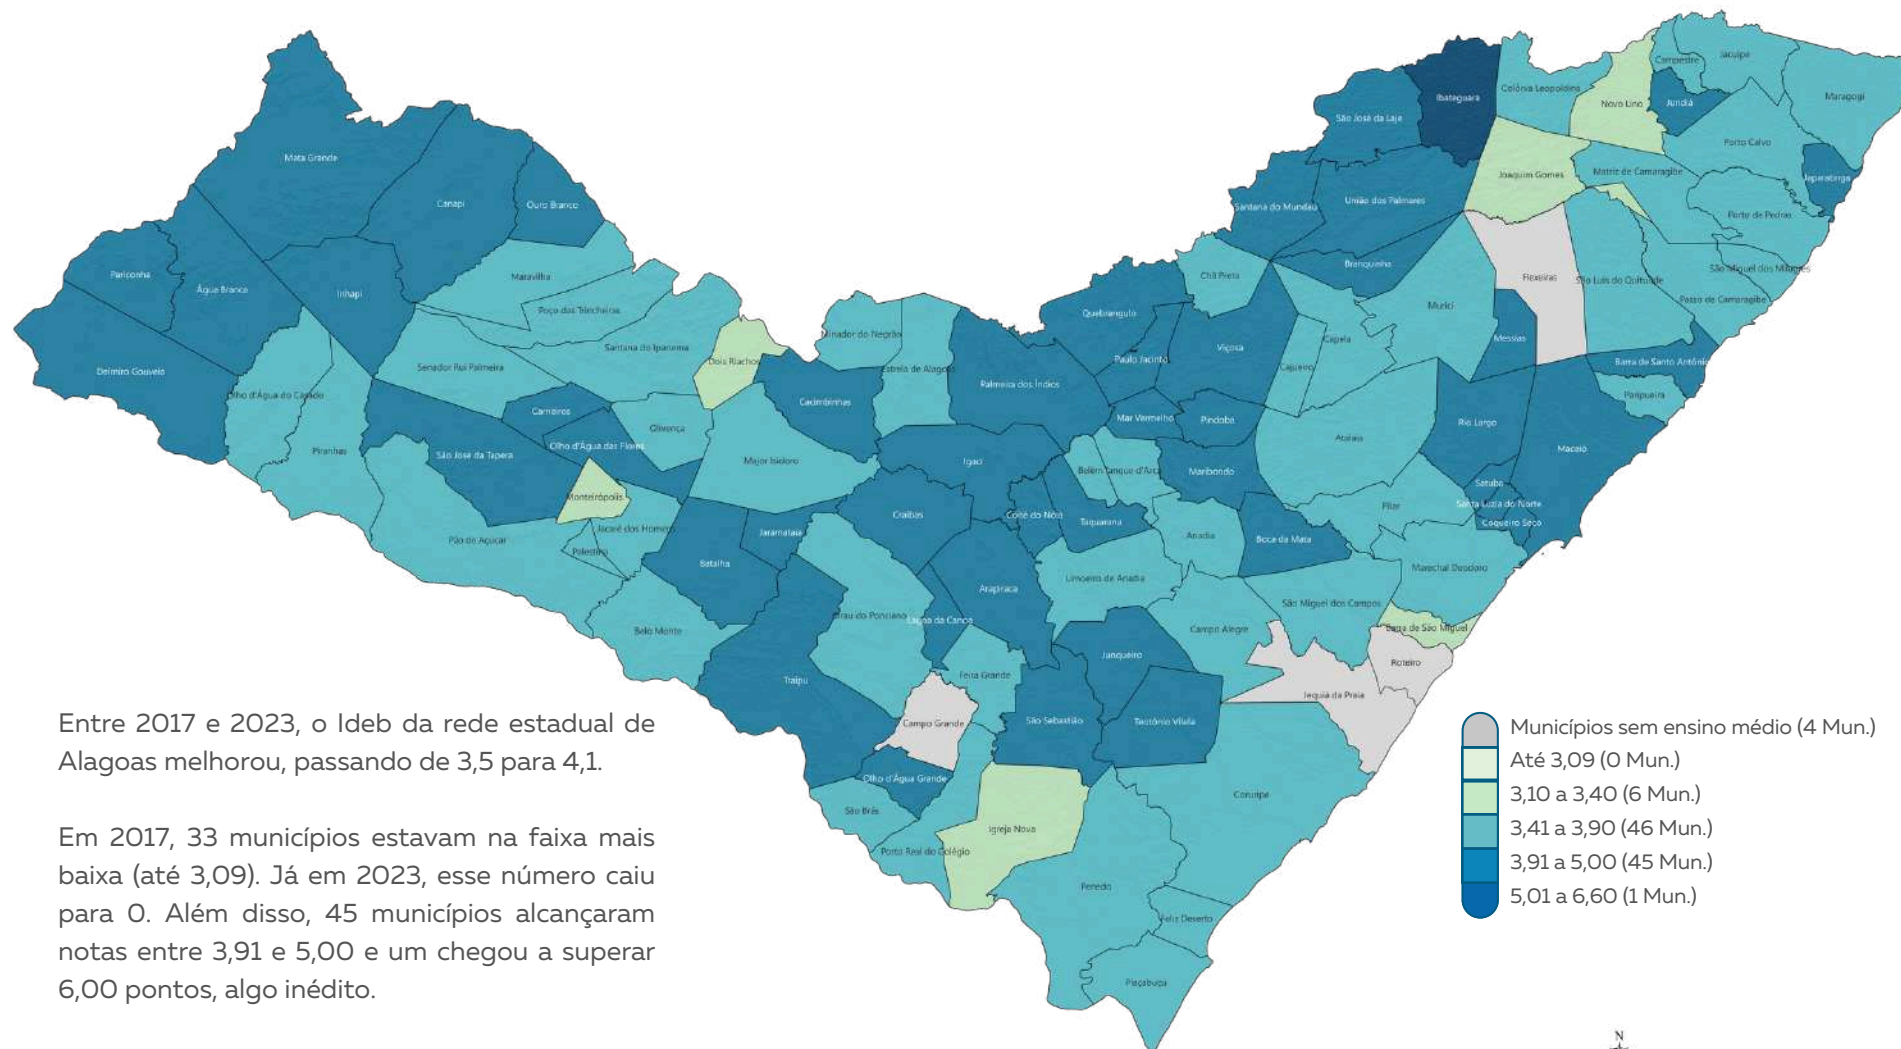 Campestre
Jacuípe
Ibateguara
Colônia Leopoldina
Novo Lino
Jundiá
Maragogi
São José da Laje
Porto Calvo
Mata Grande
Joaquim Gomes
Matriz de Camaragibe
Japaratinga
Canapi
Ouro Branco
Santana do Mundaú
União dos Palmares
Porto de Pedras
Pariconha
Água Branca
Inhapi
Maravilha
Chã Preta
Branquinha
Flexeiras
São Luís do Quitunde
São Miguel dos Milagres
Passo de Camaragibe
Poço das Trincheiras
Quebrangulo
Murici
Santana do Ipanema
Minador do Negrão
Paulo Jacinto
Viçosa
Capela
Messias
Delmiro Gouveia
Senador Rui Palmeira
Dois Riachos
Estrela de Alagoas
Cajueiro
Barra de Santo Antônio
Olho d'Água do Casado
Cacimbinhas
Palmeira dos Índios
Paripueira
Carneiros
Olivença
Mar Vermelho
Pindoba
Rio Largo
Piranhas
São José da Tapera
Olho d'Água das Flores
Major Isidoro
Igaci
Belém
Tanque d'Arca
Maribondo
Atalaia
Maceió
Monteirópolis
Satuba
Santa Luzia do Norte
Pilar
Coqueiro Seco
Jacaré dos Homens
Jaramataia
Craíbas
Coité do Nóia
Taquarana
Anadia
Boca da Mata
Pão de Açúcar
Palestina
Batalha
Limoeiro de Anadia
Marechal Deodoro
Arapiraca
São Miguel dos Campos
Belo Monte
Girau do Ponciano
Lagoa da Canoa
Campo Alegre
Barra de São Miguel
Junqueiro
Roteiro
Traipu
Feira Grande
Jequiá da Praia
Campo Grande
São Sebastião
Teotônio Vilela
Olho d'Água Grande
Coruripe
São Brás
Igreja Nova
Porto Real do Colégio
Penedo
Feliz Deserto
Piaçabuçu
Entre 2017 e 2023, o Ideb da rede estadual de
Alagoas melhorou, passando de 3,5 para 4,1.
Em 2017, 33 municípios estavam na faixa mais
baixa (até 3,09). Já em 2023, esse número caiu
para 0. Além disso, 45 municípios alcançaram
notas entre 3,91 e 5,00 e um chegou a superar
6,00 pontos, algo inédito.
Municípios sem ensino médio (4 Mun.)
Até 3,09 (0 Mun.)
3,10 a 3,40 (6 Mun.)
3,41 a 3,90 (46 Mun.)
3,91 a 5,00 (45 Mun.)
5,01 a 6,60 (1 Mun.)
N